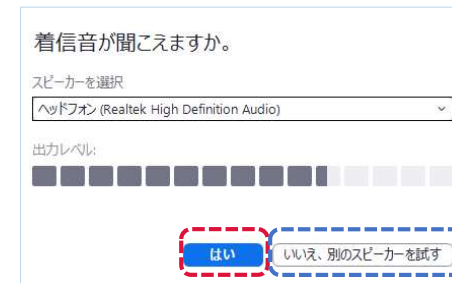 着信音が聞こえますか。
スピーカーを選択
ヘッドフォン (Realtek High Definition Audio)
出力レベル:
はい
いいえ、別のスピーカーを試す